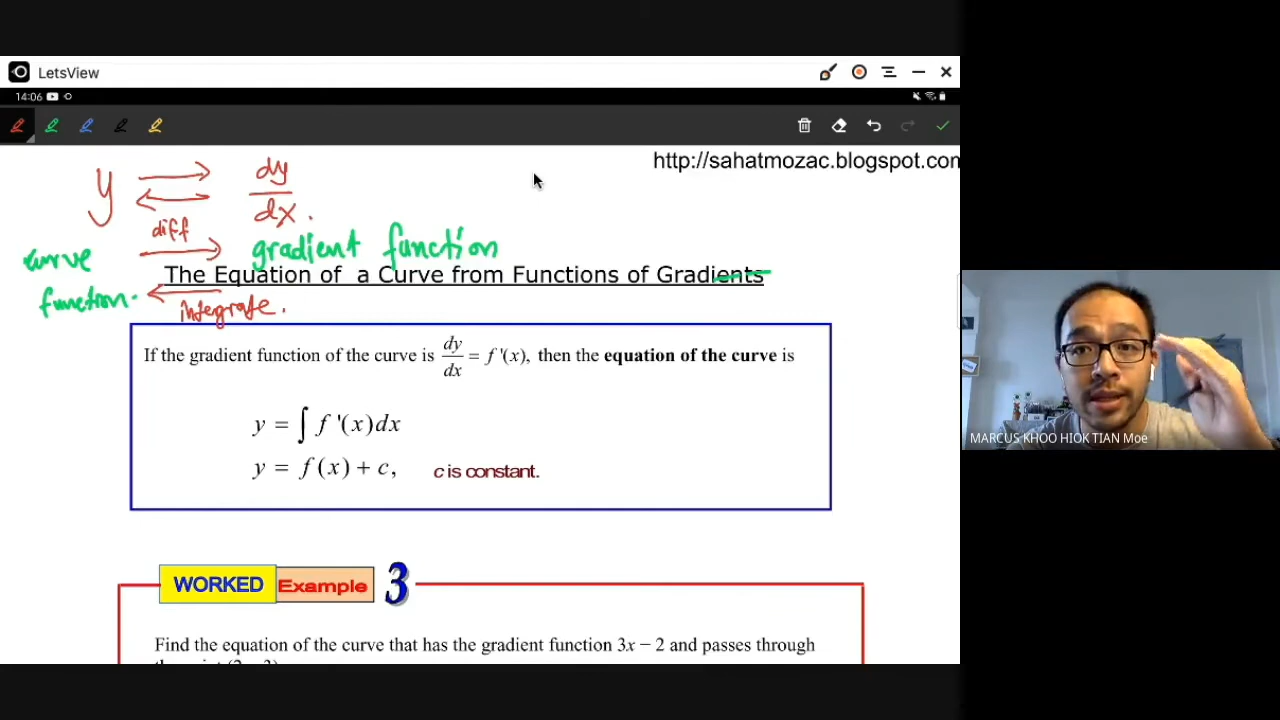 LetsView
14:06
http://sahatmozac.blogspot.com
y dy
dx.
diff
curve gradient function
The Equation of a Curve from Functions of Gradients
function.
integrate.
If the gradient function of the curve is dy/dx = f '(x), then the equation of the curve is
y = ∫ f '(x)dx
y = f(x) + c, c is constant.
WORKED Example 3
Find the equation of the curve that has the gradient function 3x − 2 and passes through
MARCUS KHOO HIOK TIAN Moe